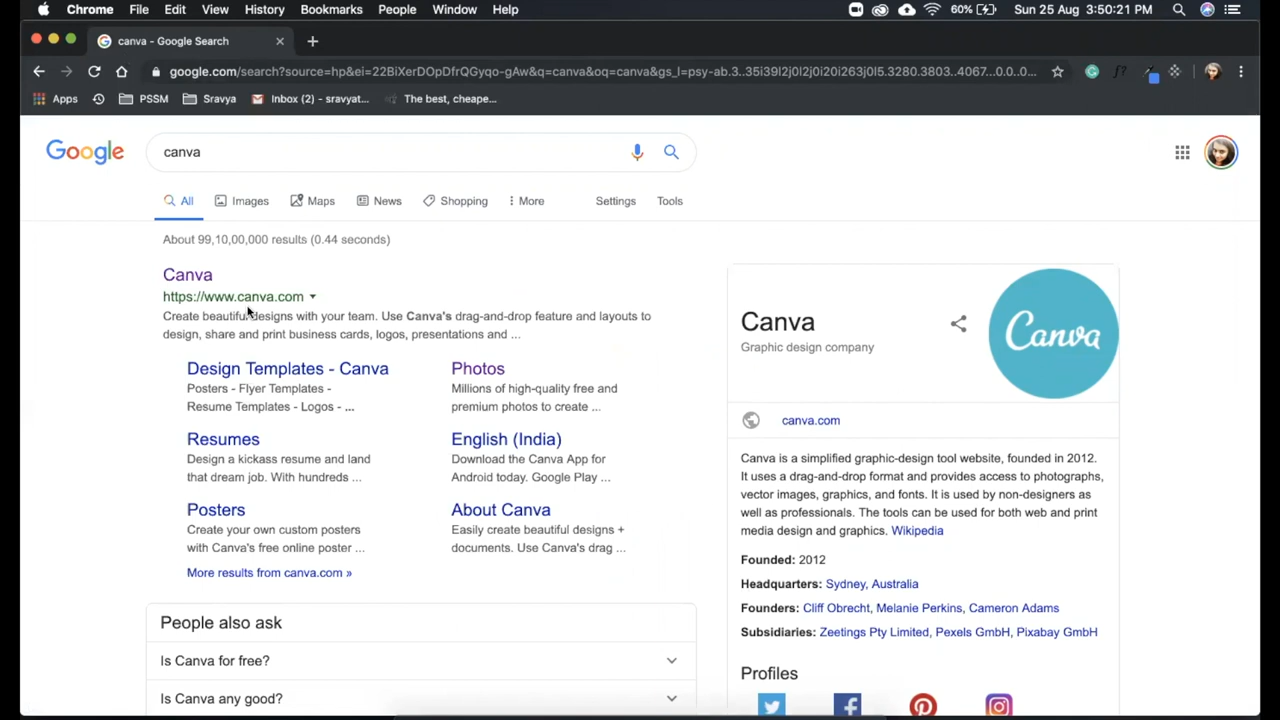 Chrome File Edit View History Bookmarks People Window Help 60% Sun 25 Aug 3:50:21 PM
canva - Google Search
google.com/search?source=hp&ei=22BiXerDOpDfrQGyqo-gAw&q=canva&oq=canva&gs_l=psy-ab.3..35i39l2j0l2j0i20i263j0l5.3280.3803..4067...0.0..0...
Apps PSSM Sravya Inbox (2) - sravyat... The best, cheape...
Google canva
All Images Maps News Shopping More Settings Tools
About 99,10,00,000 results (0.44 seconds)
Canva
https://www.canva.com
Create beautiful designs with your team. Use Canva's drag-and-drop feature and layouts to
design, share and print business cards, logos, presentations and ...
Design Templates - Canva
Posters - Flyer Templates -
Resume Templates - Logos - ...
Photos
Millions of high-quality free and
premium photos to create ...
Resumes
Design a kickass resume and land
that dream job. With hundreds ...
English (India)
Download the Canva App for
Android today. Google Play ...
Posters
Create your own custom posters
with Canva's free online poster ...
About Canva
Easily create beautiful designs +
documents. Use Canva's drag ...
More results from canva.com »
People also ask
Is Canva for free?
Is Canva any good?
Canva
Graphic design company
Canva
canva.com
Canva is a simplified graphic-design tool website, founded in 2012.
It uses a drag-and-drop format and provides access to photographs,
vector images, graphics, and fonts. It is used by non-designers as
well as professionals. The tools can be used for both web and print
media design and graphics. Wikipedia
Founded: 2012
Headquarters: Sydney, Australia
Founders: Cliff Obrecht, Melanie Perkins, Cameron Adams
Subsidiaries: Zeetings Pty Limited, Pexels GmbH, Pixabay GmbH
Profiles